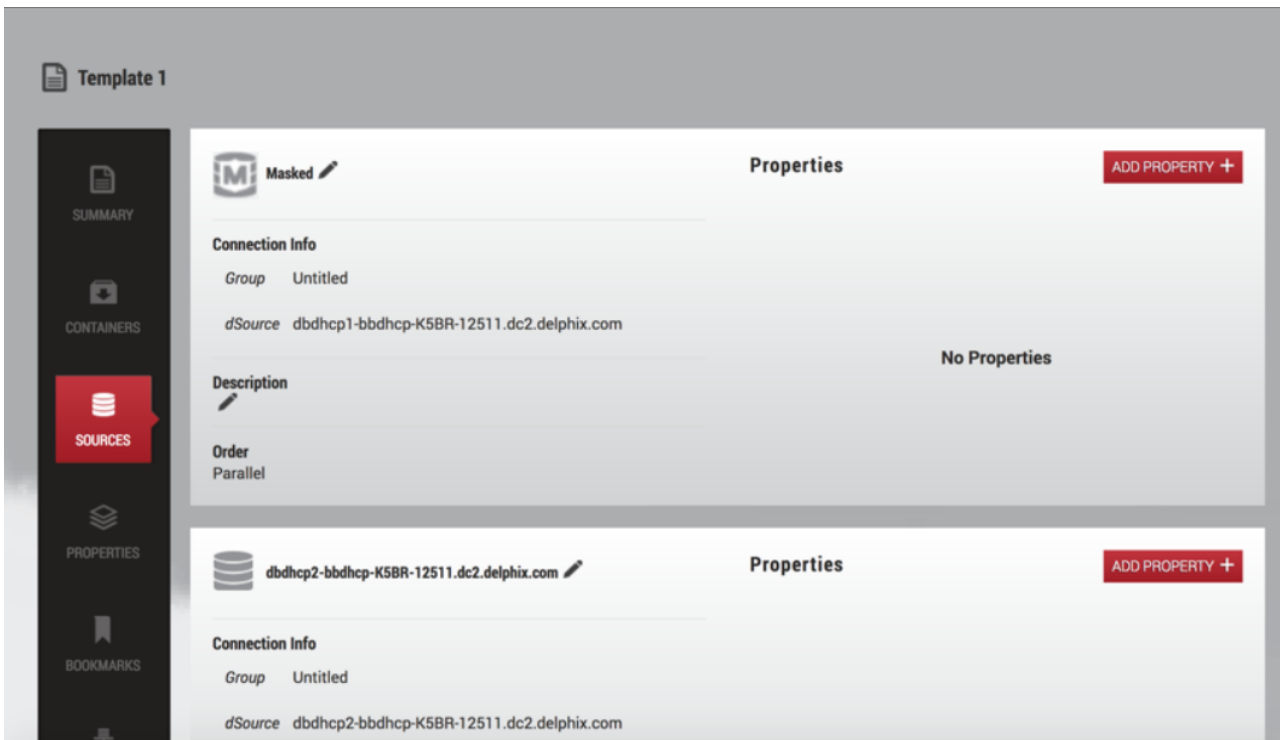 Template 1
SUMMARY
CONTAINERS
SOURCES
PROPERTIES
BOOKMARKS
M
Masked
Properties
ADD PROPERTY +
Connection Info
Group Untitled
dSource dbdhcp1-bbdhcp-K5BR-12511.dc2.delphix.com
No Properties
Description
Order
Parallel
dbdhcp2-bbdhcp-K5BR-12511.dc2.delphix.com
Properties
ADD PROPERTY +
Connection Info
Group Untitled
dSource dbdhcp2-bbdhcp-K5BR-12511.dc2.delphix.com